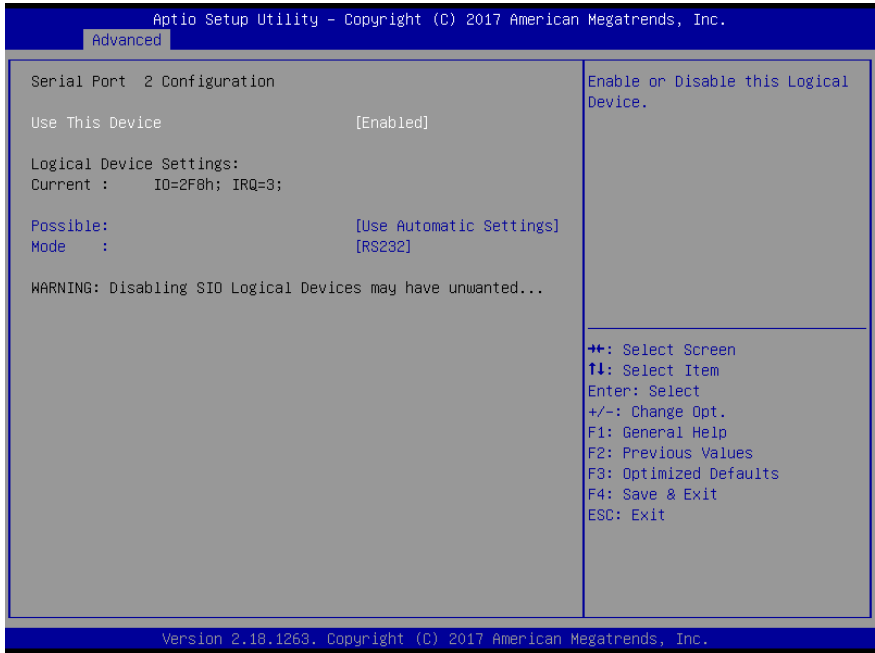 Aptio Setup Utility – Copyright (C) 2017 American Megatrends, Inc.
Advanced
Serial Port 2 Configuration
Use This Device [Enabled]
Logical Device Settings:
Current : IO=2F8h; IRQ=3;
Possible: [Use Automatic Settings]
Mode : [RS232]
WARNING: Disabling SIO Logical Devices may have unwanted...
Enable or Disable this Logical
Device.
→←: Select Screen
↑↓: Select Item
Enter: Select
+/-: Change Opt.
F1: General Help
F2: Previous Values
F3: Optimized Defaults
F4: Save & Exit
ESC: Exit
Version 2.18.1263. Copyright (C) 2017 American Megatrends, Inc.